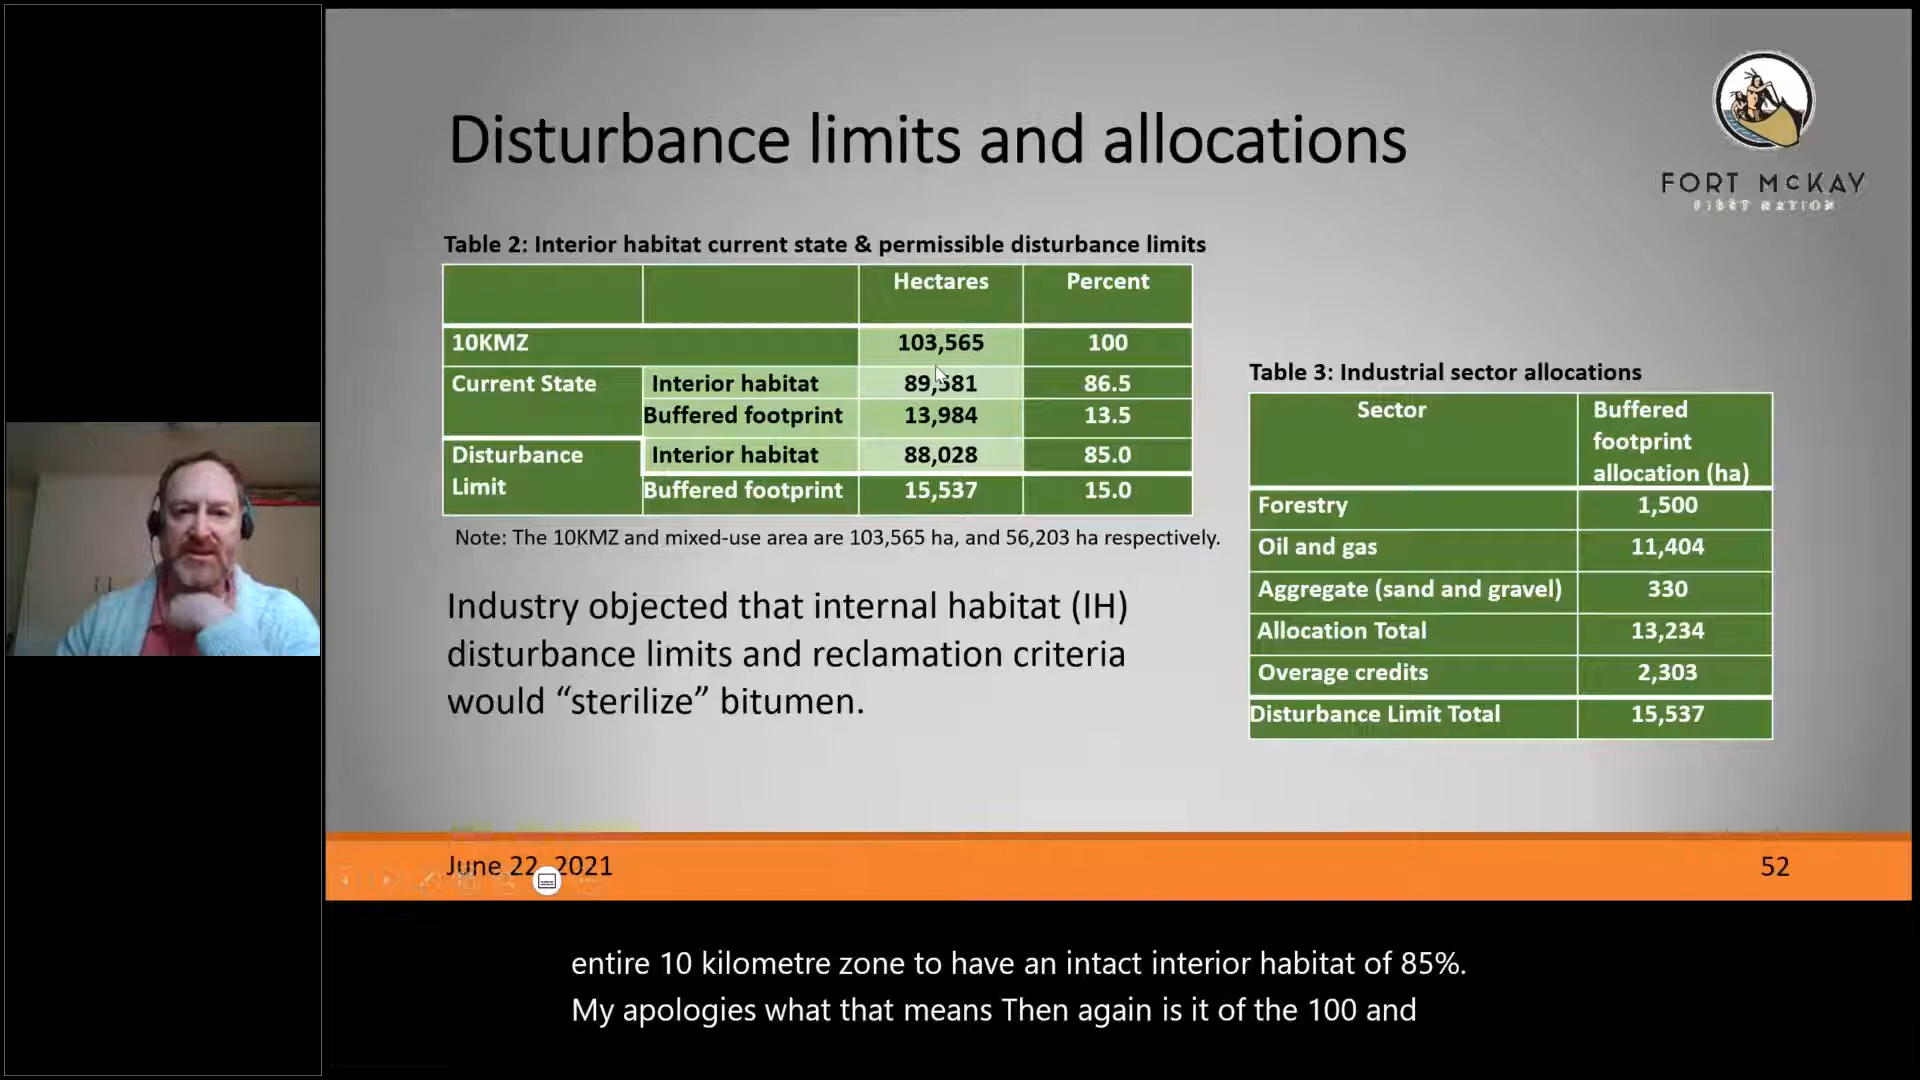 Disturbance limits and allocations
FORT McKAY
FIRST NATION
Table 2: Interior habitat current state & permissible disturbance limits
Hectares Percent
10KMZ 103,565 100
Current State Interior habitat 89,581 86.5
Buffered footprint 13,984 13.5
Disturbance Limit Interior habitat 88,028 85.0
Buffered footprint 15,537 15.0
Note: The 10KMZ and mixed-use area are 103,565 ha, and 56,203 ha respectively.
Industry objected that internal habitat (IH)
disturbance limits and reclamation criteria
would “sterilize” bitumen.
Table 3: Industrial sector allocations
Sector Buffered
footprint
allocation (ha)
Forestry 1,500
Oil and gas 11,404
Aggregate (sand and gravel) 330
Allocation Total 13,234
Overage credits 2,303
Disturbance Limit Total 15,537
June 22, 2021
52
entire 10 kilometre zone to have an intact interior habitat of 85%.
My apologies what that means Then again is it of the 100 and